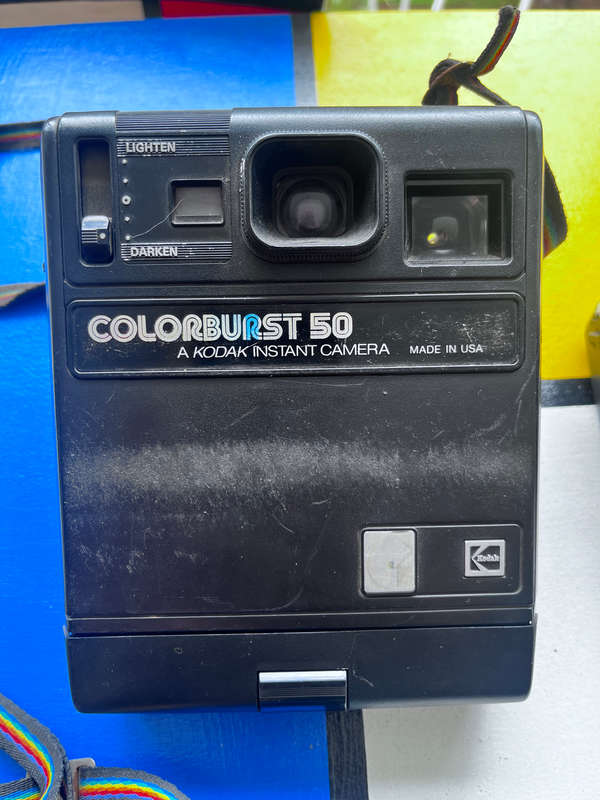 LIGHTEN
DARKEN
COLORBURST 50
A KODAK INSTANT CAMERA MADE IN USA
Kodak